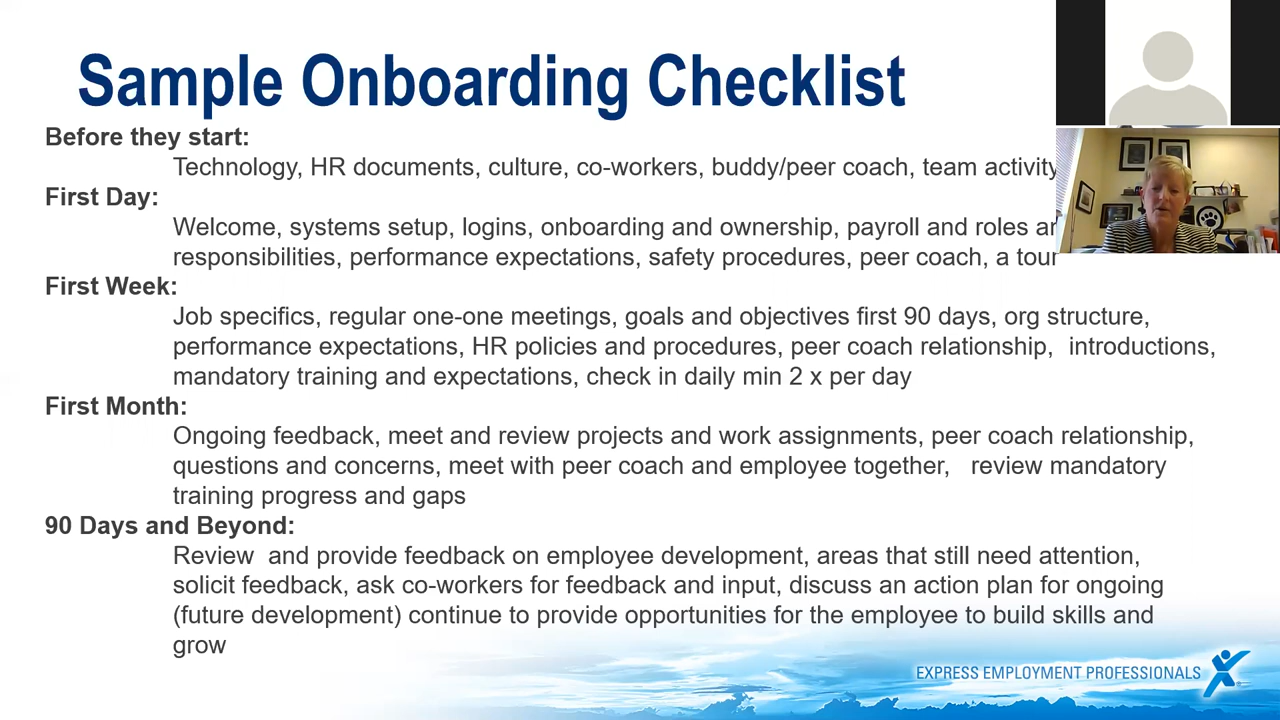 Sample Onboarding Checklist
Before they start:
Technology, HR documents, culture, co-workers, buddy/peer coach, team activity
First Day:
Welcome, systems setup, logins, onboarding and ownership, payroll and roles
responsibilities, performance expectations, safety procedures, peer coach, a tour
First Week:
Job specifics, regular one-one meetings, goals and objectives first 90 days, org structure,
performance expectations, HR policies and procedures, peer coach relationship, introductions,
mandatory training and expectations, check in daily min 2 x per day
First Month:
Ongoing feedback, meet and review projects and work assignments, peer coach relationship,
questions and concerns, meet with peer coach and employee together, review mandatory
training progress and gaps
90 Days and Beyond:
Review and provide feedback on employee development, areas that still need attention,
solicit feedback, ask co-workers for feedback and input, discuss an action plan for ongoing
(future development) continue to provide opportunities for the employee to build skills and
grow
EXPRESS EMPLOYMENT PROFESSIONALS